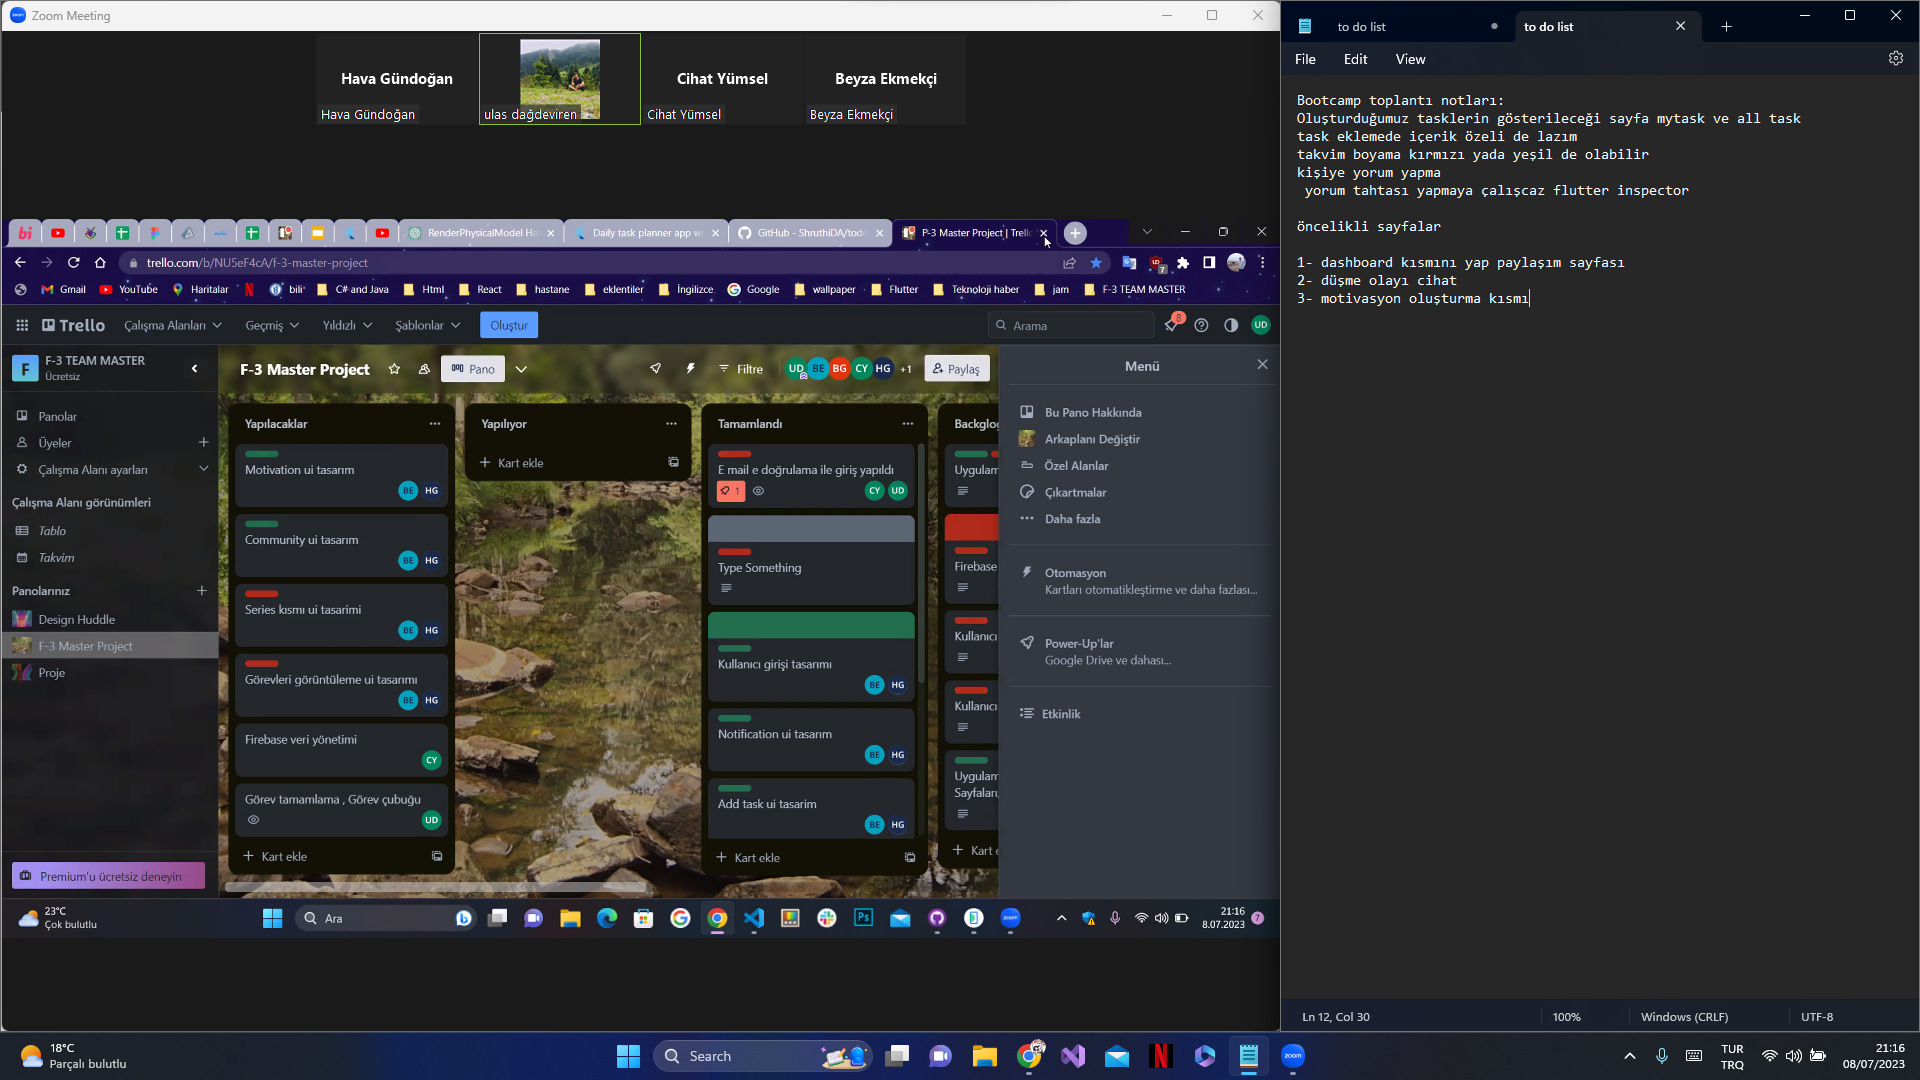 Zoom Meeting
Hava Gündoğan
Cihat Yümsel
Beyza Ekmekçi
Hava Gündoğan
ulas dağdeviren
Cihat Yümsel
Beyza Ekmekçi
RenderPhysicalModel Ha
Daily task planner app w
GitHub - ShruthiDA/todo
P-3 Master Project | Trello
trello.com/b/NU5eF4cA/f-3-master-project
Gmail
YouTube
Haritalar
bili
C# and Java
Html
React
hastane
eklentiler
İngilizce
Google
wallpaper
Flutter
Teknoloji haber
jam
F-3 TEAM MASTER
Trello
Çalışma Alanları
Geçmiş
Yıldızlı
Şablonlar
Oluştur
Arama
8
UD
F
F-3 TEAM MASTER
Ücretsiz
F-3 Master Project
Pano
Filtre
UD BE BG CY HG +1
Paylaş
Panolar
Üyeler
Çalışma Alanı ayarları
Çalışma Alanı görünümleri
Tablo
Takvim
Panolarınız
Design Huddle
F-3 Master Project
Proje
Premium'u ücretsiz deneyin
Yapılacaklar
Motivation ui tasarım
BE HG
Community ui tasarım
BE HG
Series kısmı ui tasarimi
BE HG
Görevleri görüntüleme ui tasarımı
BE HG
Firebase veri yönetimi
CY
Görev tamamlama , Görev çubuğu
UD
Kart ekle
Yapılıyor
Kart ekle
Tamamlandı
E mail e doğrulama ile giriş yapıldı
1
CY UD
Type Something
Kullanıcı girişi tasarımı
BE HG
Notification ui tasarım
BE HG
Add task ui tasarim
BE HG
Kart ekle
Backglog
Uygulam
Firebase
Kullanıcı
Kullanıcı
Uygulam
Sayfaları,
Kart e
Menü
Bu Pano Hakkında
Arkaplanı Değiştir
Özel Alanlar
Çıkartmalar
Daha fazla
Otomasyon
Kartları otomatikleştirme ve daha fazlası...
Power-Up'lar
Google Drive ve dahası...
Etkinlik
23°C
Çok bulutlu
Ara
21:16
8.07.2023
7
to do list
to do list
File
Edit
View
Bootcamp toplantı notları:
Oluşturduğumuz tasklerin gösterileceği sayfa mytask ve all task
task eklemede içerik özeli de lazım
takvim boyama kırmızı yada yeşil de olabilir
kişiye yorum yapma
yorum tahtası yapmaya çalışcaz flutter inspector
öncelikli sayfalar
1- dashboard kısmını yap paylaşım sayfası
2- düşme olayı cihat
3- motivasyon oluşturma kısmı
Ln 12, Col 30
100%
Windows (CRLF)
UTF-8
18°C
Parçalı bulutlu
Search
zoom
TUR
TRQ
21:16
08/07/2023